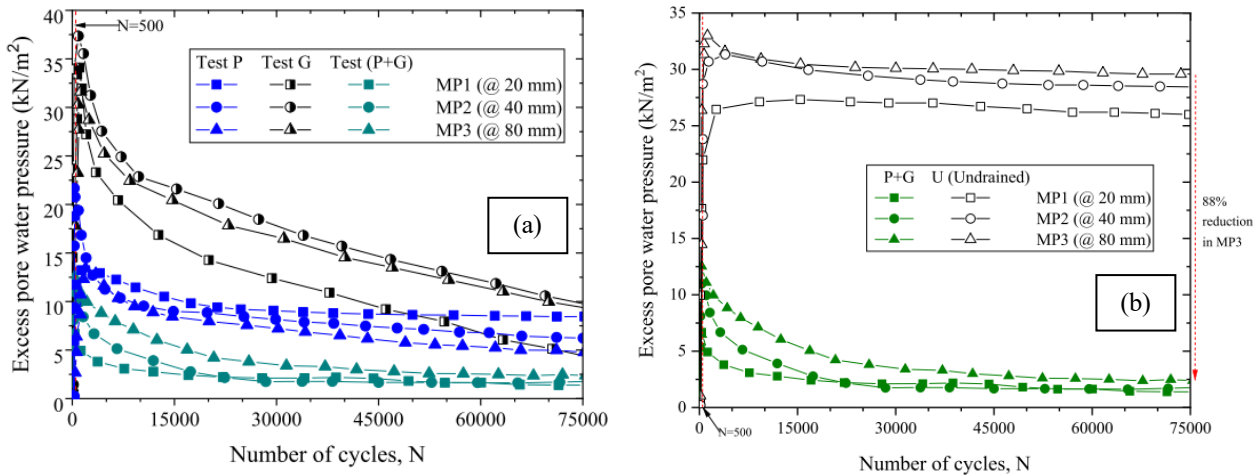 Excess pore water pressure (kN/m²)
40
35
30
25
20
15
10
5
0
0 15000 30000 45000 60000 75000
Number of cycles, N
N=500
Test P Test G Test (P+G)
MP1 (@ 20 mm)
MP2 (@ 40 mm)
MP3 (@ 80 mm)
(a)
Excess pore water pressure (kN/m²)
35
30
25
20
15
10
5
0
0 15000 30000 45000 60000 75000
Number of cycles, N
N=500
P+G U (Undrained)
MP1 (@ 20 mm)
MP2 (@ 40 mm)
MP3 (@ 80 mm)
(b)
88%
reduction
in MP3